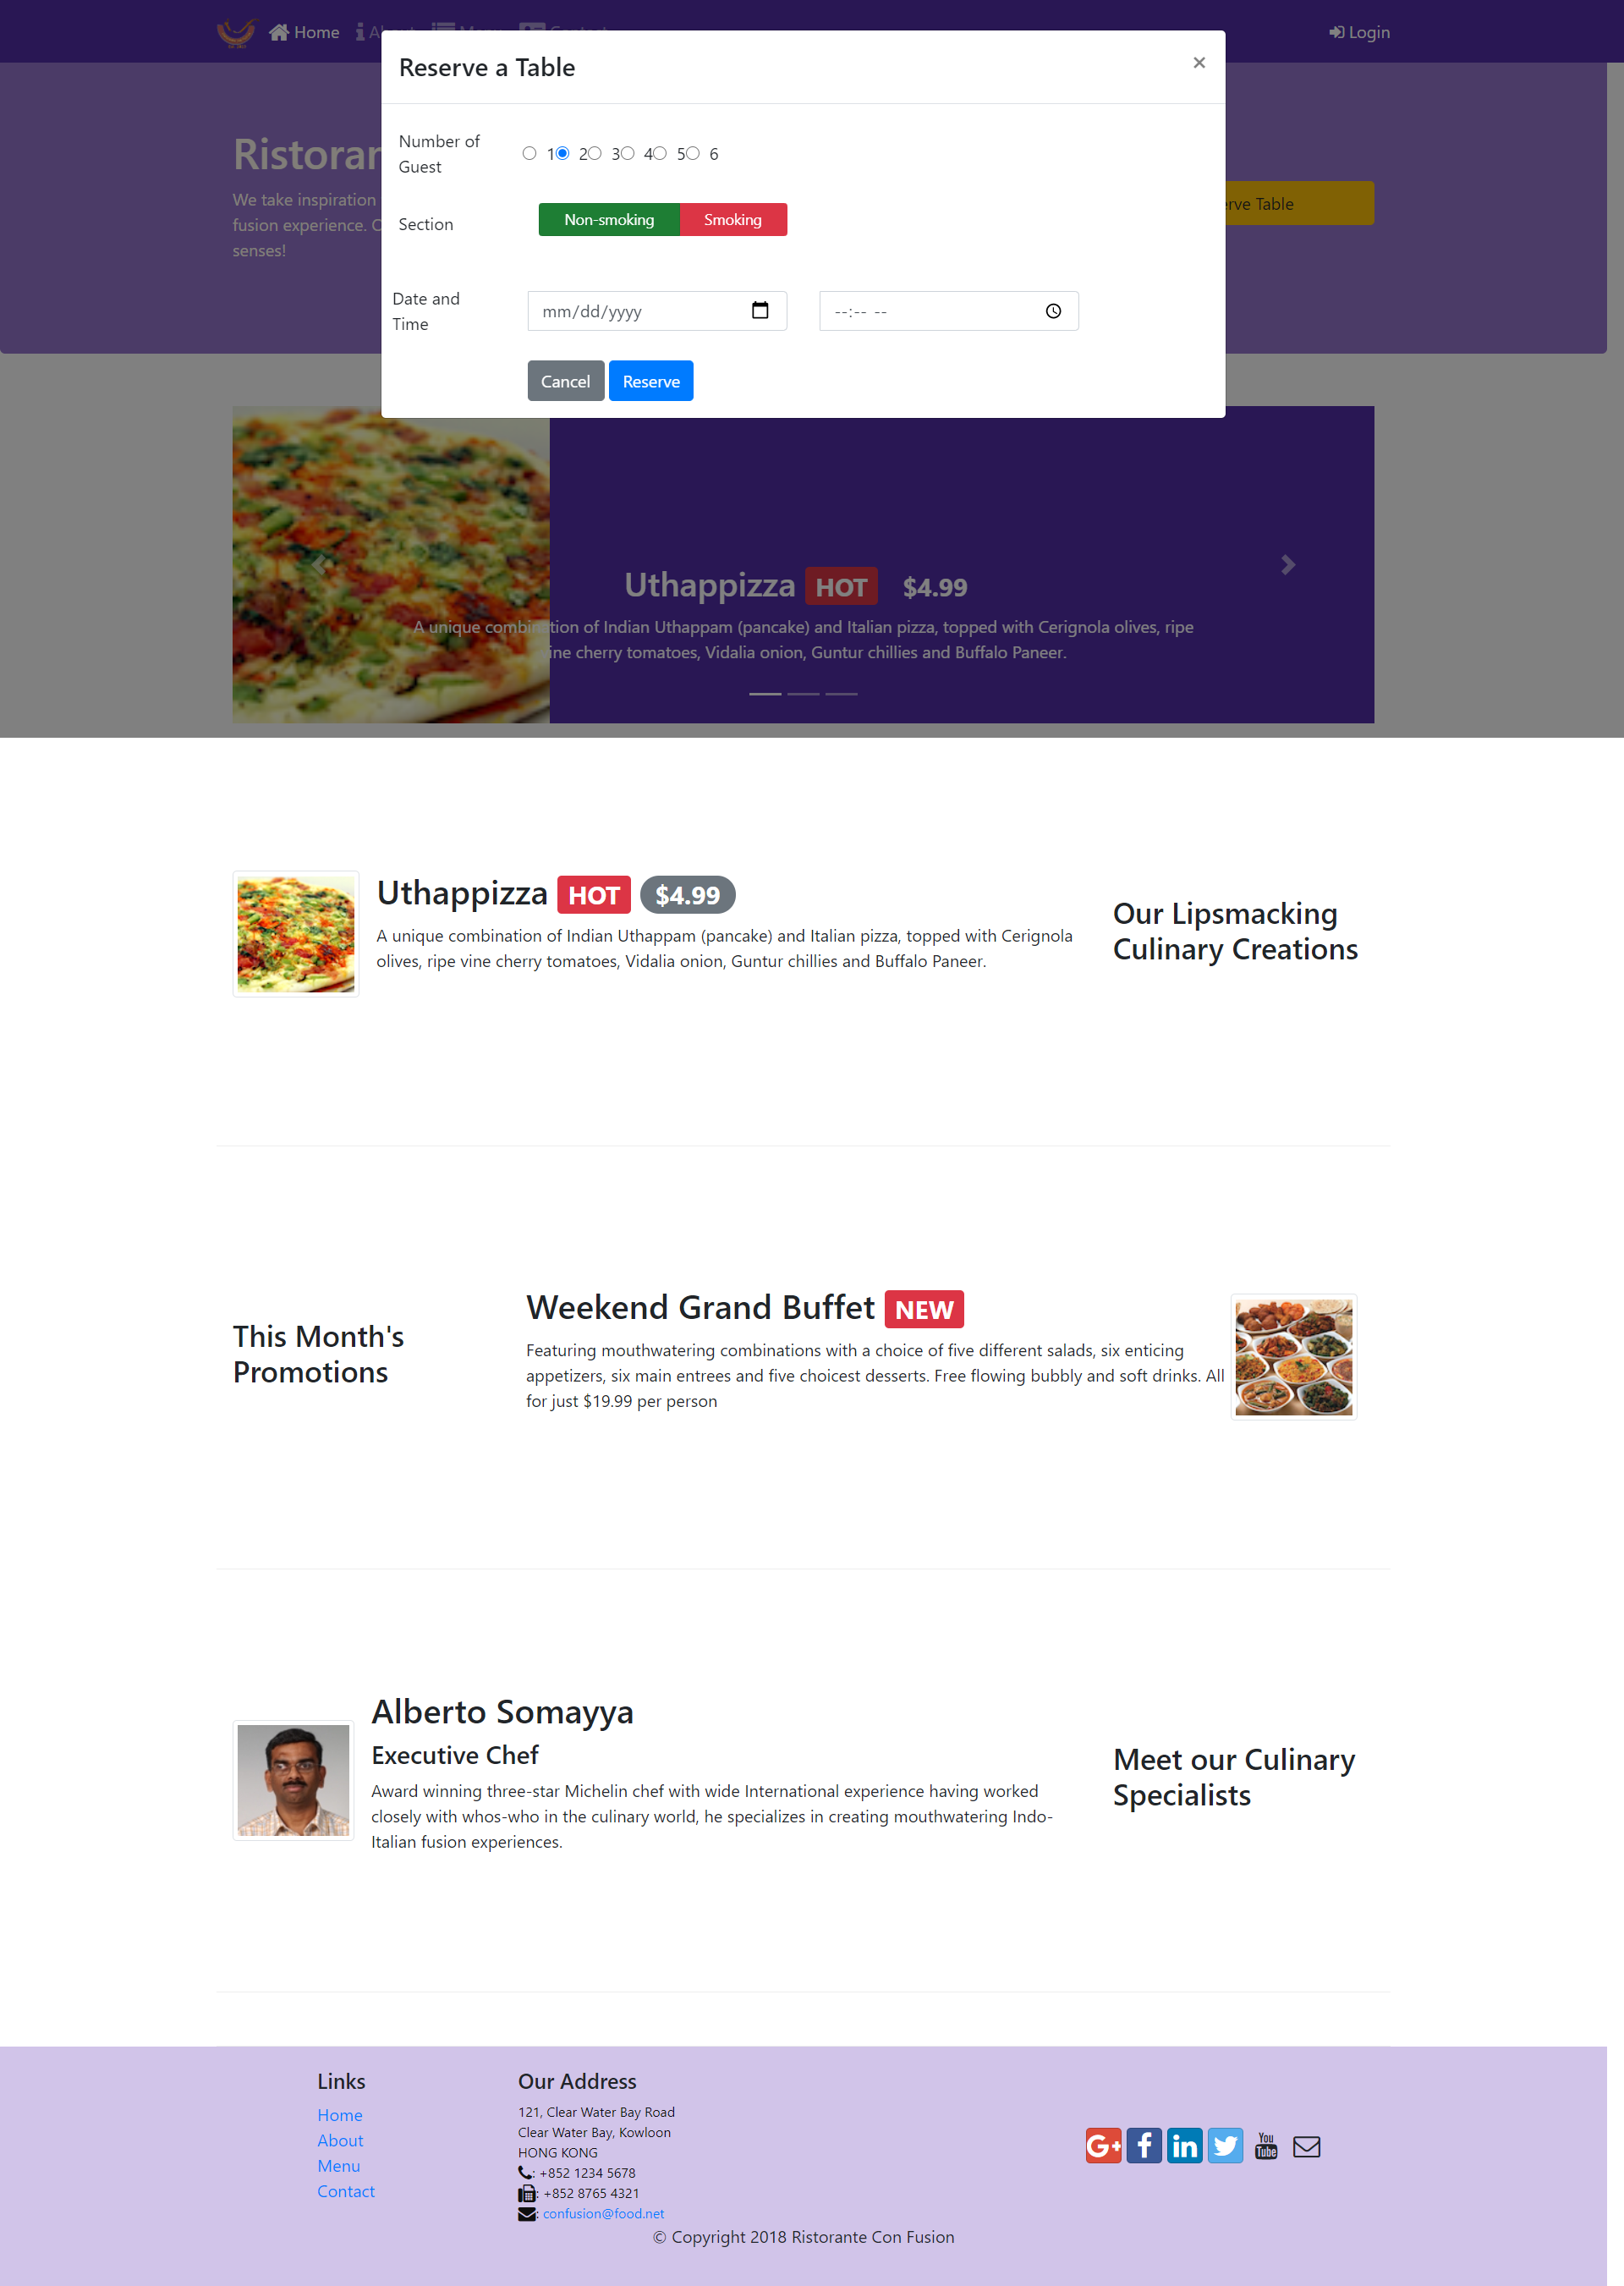 Home
Login
Reserve a Table
×
Number of
Guest
1 2 3 4 5 6
Section
Non-smoking Smoking
Date and
Time
mm/dd/yyyy
--:-- --
Cancel Reserve
Ristoran
We take inspiration
fusion experience. C
senses!
rve Table
Uthappizza HOT $4.99
A unique combination of Indian Uthappam (pancake) and Italian pizza, topped with Cerignola olives, ripe
ine cherry tomatoes, Vidalia onion, Guntur chillies and Buffalo Paneer.
Uthappizza HOT $4.99
A unique combination of Indian Uthappam (pancake) and Italian pizza, topped with Cerignola
olives, ripe vine cherry tomatoes, Vidalia onion, Guntur chillies and Buffalo Paneer.
Our Lipsmacking
Culinary Creations
This Month's
Promotions
Weekend Grand Buffet NEW
Featuring mouthwatering combinations with a choice of five different salads, six enticing
appetizers, six main entrees and five choicest desserts. Free flowing bubbly and soft drinks. All
for just $19.99 per person
Alberto Somayya
Executive Chef
Award winning three-star Michelin chef with wide International experience having worked
closely with whos-who in the culinary world, he specializes in creating mouthwatering Indo-
Italian fusion experiences.
Meet our Culinary
Specialists
Links
Home
About
Menu
Contact
Our Address
121, Clear Water Bay Road
Clear Water Bay, Kowloon
HONG KONG
: +852 1234 5678
: +852 8765 4321
: confusion@food.net
G+ f in You Tube
© Copyright 2018 Ristorante Con Fusion